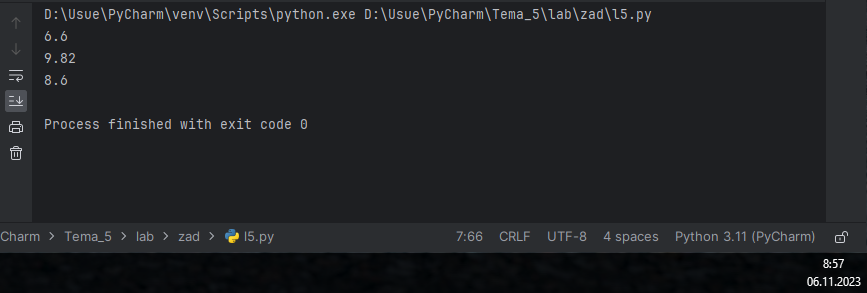 D:\Usue\PyCharm\venv\Scripts\python.exe D:\Usue\PyCharm\Tema_5\lab\zad\l5.py
6.6
9.82
8.6
Process finished with exit code 0
Charm > Tema_5 > lab > zad > l5.py 7:66 CRLF UTF-8 4 spaces Python 3.11 (PyCharm)
8:57
06.11.2023